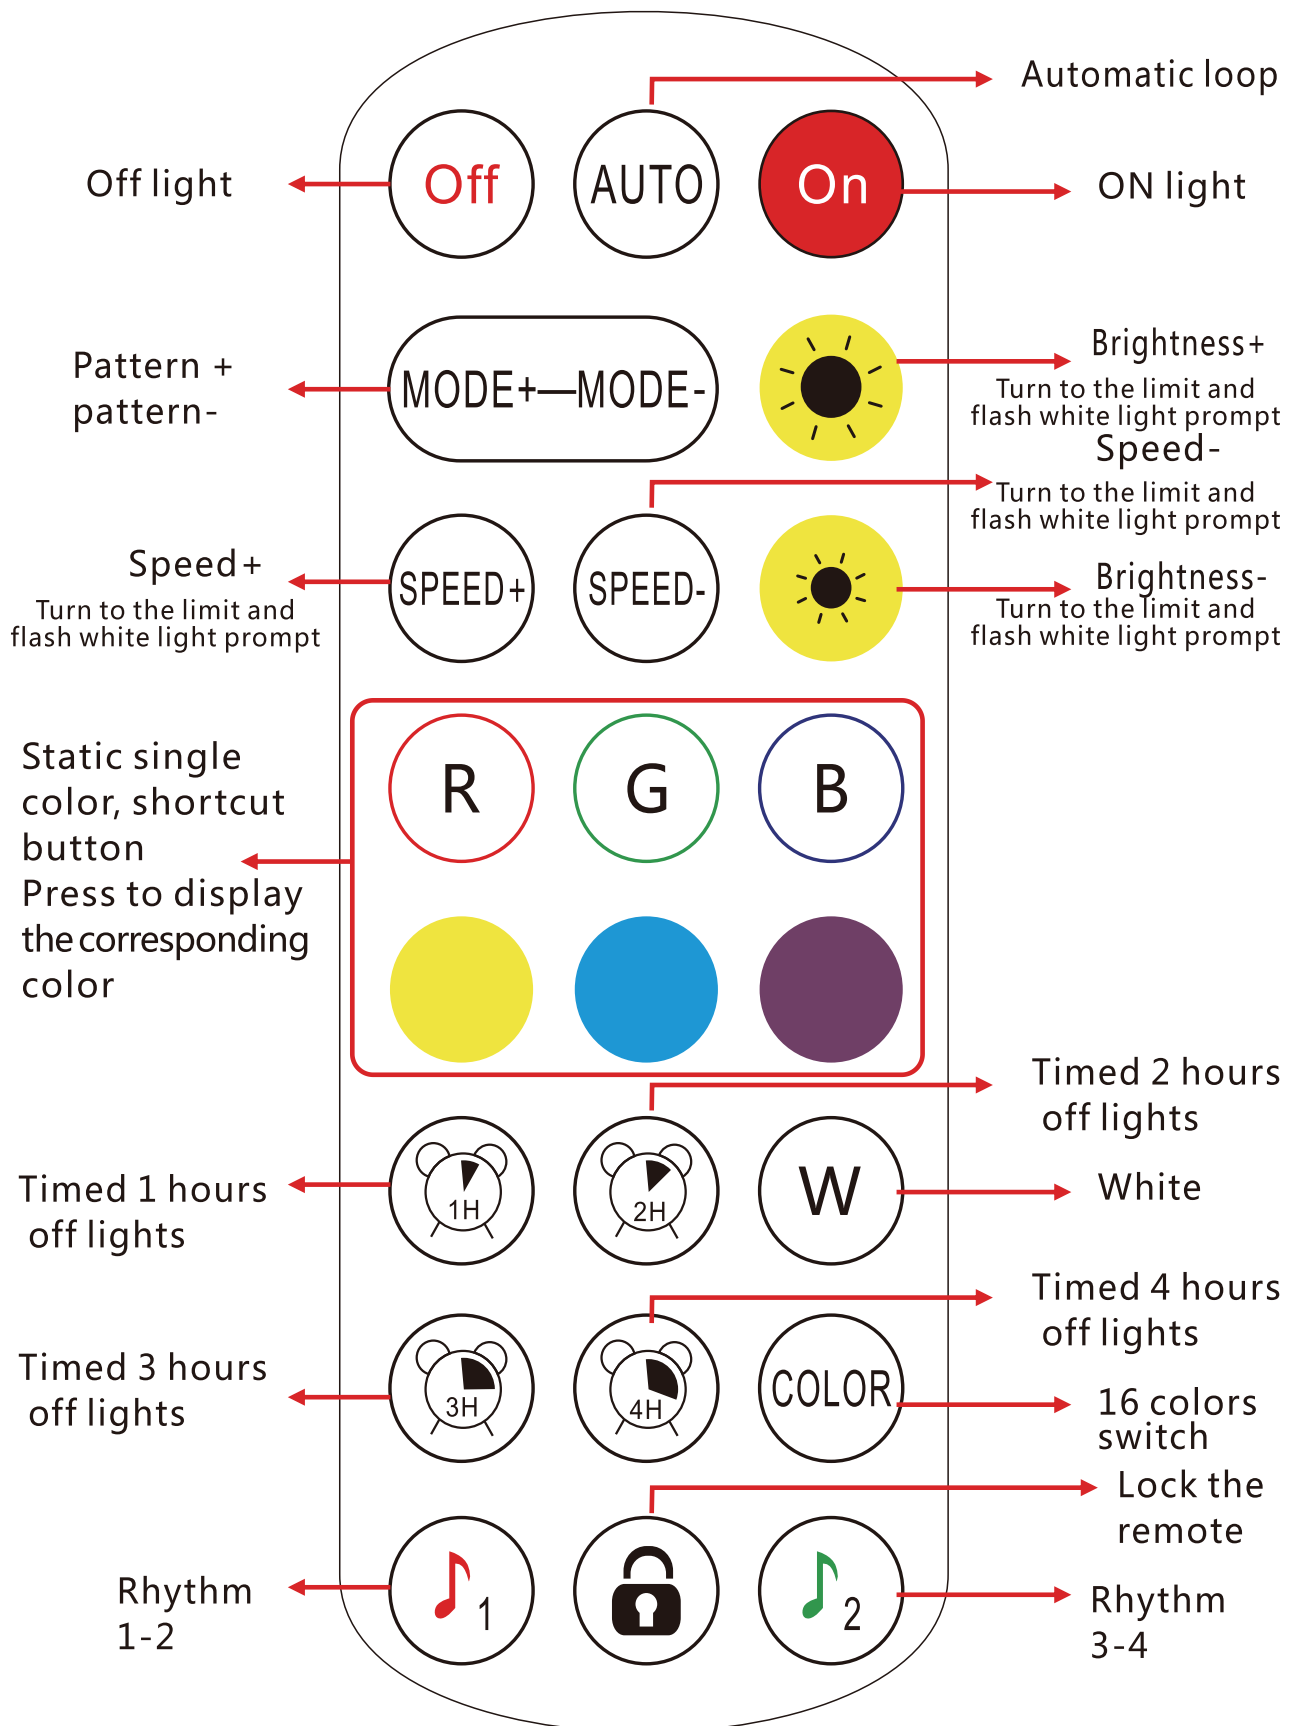 Automatic loop
Off light
Off
AUTO
On
ON light
Pattern +
pattern-
MODE+—MODE-
Brightness+
Turn to the limit and
flash white light prompt
Speed-
Turn to the limit and
flash white light prompt
Speed+
Turn to the limit and
flash white light prompt
SPEED+
SPEED-
Brightness-
Turn to the limit and
flash white light prompt
Static single
color, shortcut
button
Press to display
the corresponding
color
R
G
B
Timed 2 hours
off lights
Timed 1 hours
off lights
1H
2H
W
White
Timed 4 hours
off lights
Timed 3 hours
off lights
3H
4H
COLOR
16 colors
switch
Lock the
remote
Rhythm
1-2
1
2
Rhythm
3-4